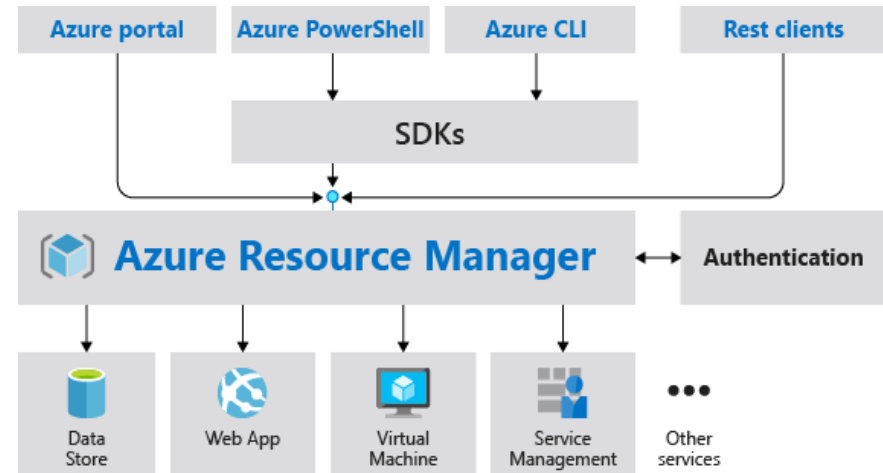 Azure portal
Azure PowerShell
Azure CLI
Rest clients
SDKs
Azure Resource Manager
Authentication
Data
Store
Web App
Virtual
Machine
Service
Management
Other
services